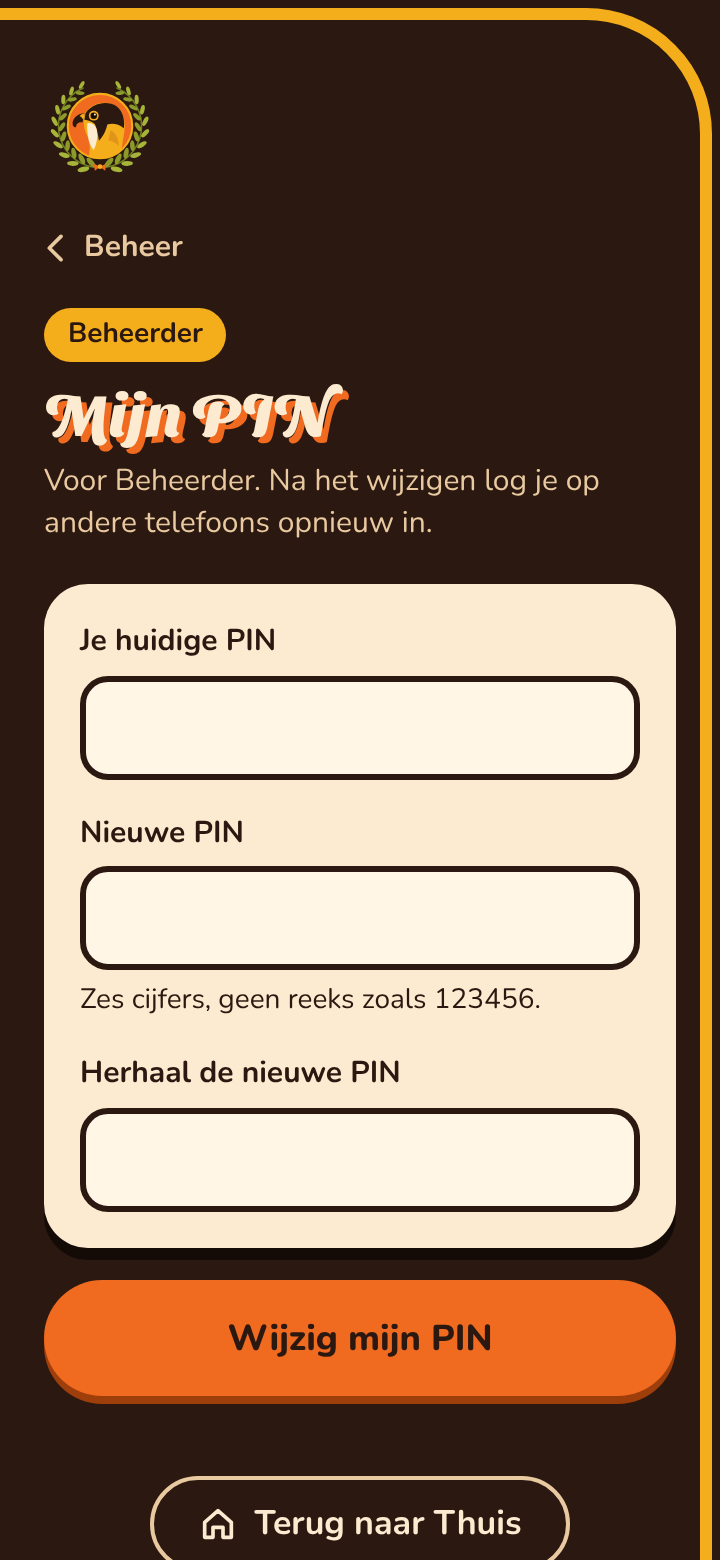 Beheer
Beheerder
Mijn PIN
Voor Beheerder. Na het wijzigen log je op
andere telefoons opnieuw in.
Je huidige PIN
Nieuwe PIN
Zes cijfers, geen reeks zoals 123456.
Herhaal de nieuwe PIN
Wijzig mijn PIN
Terug naar Thuis